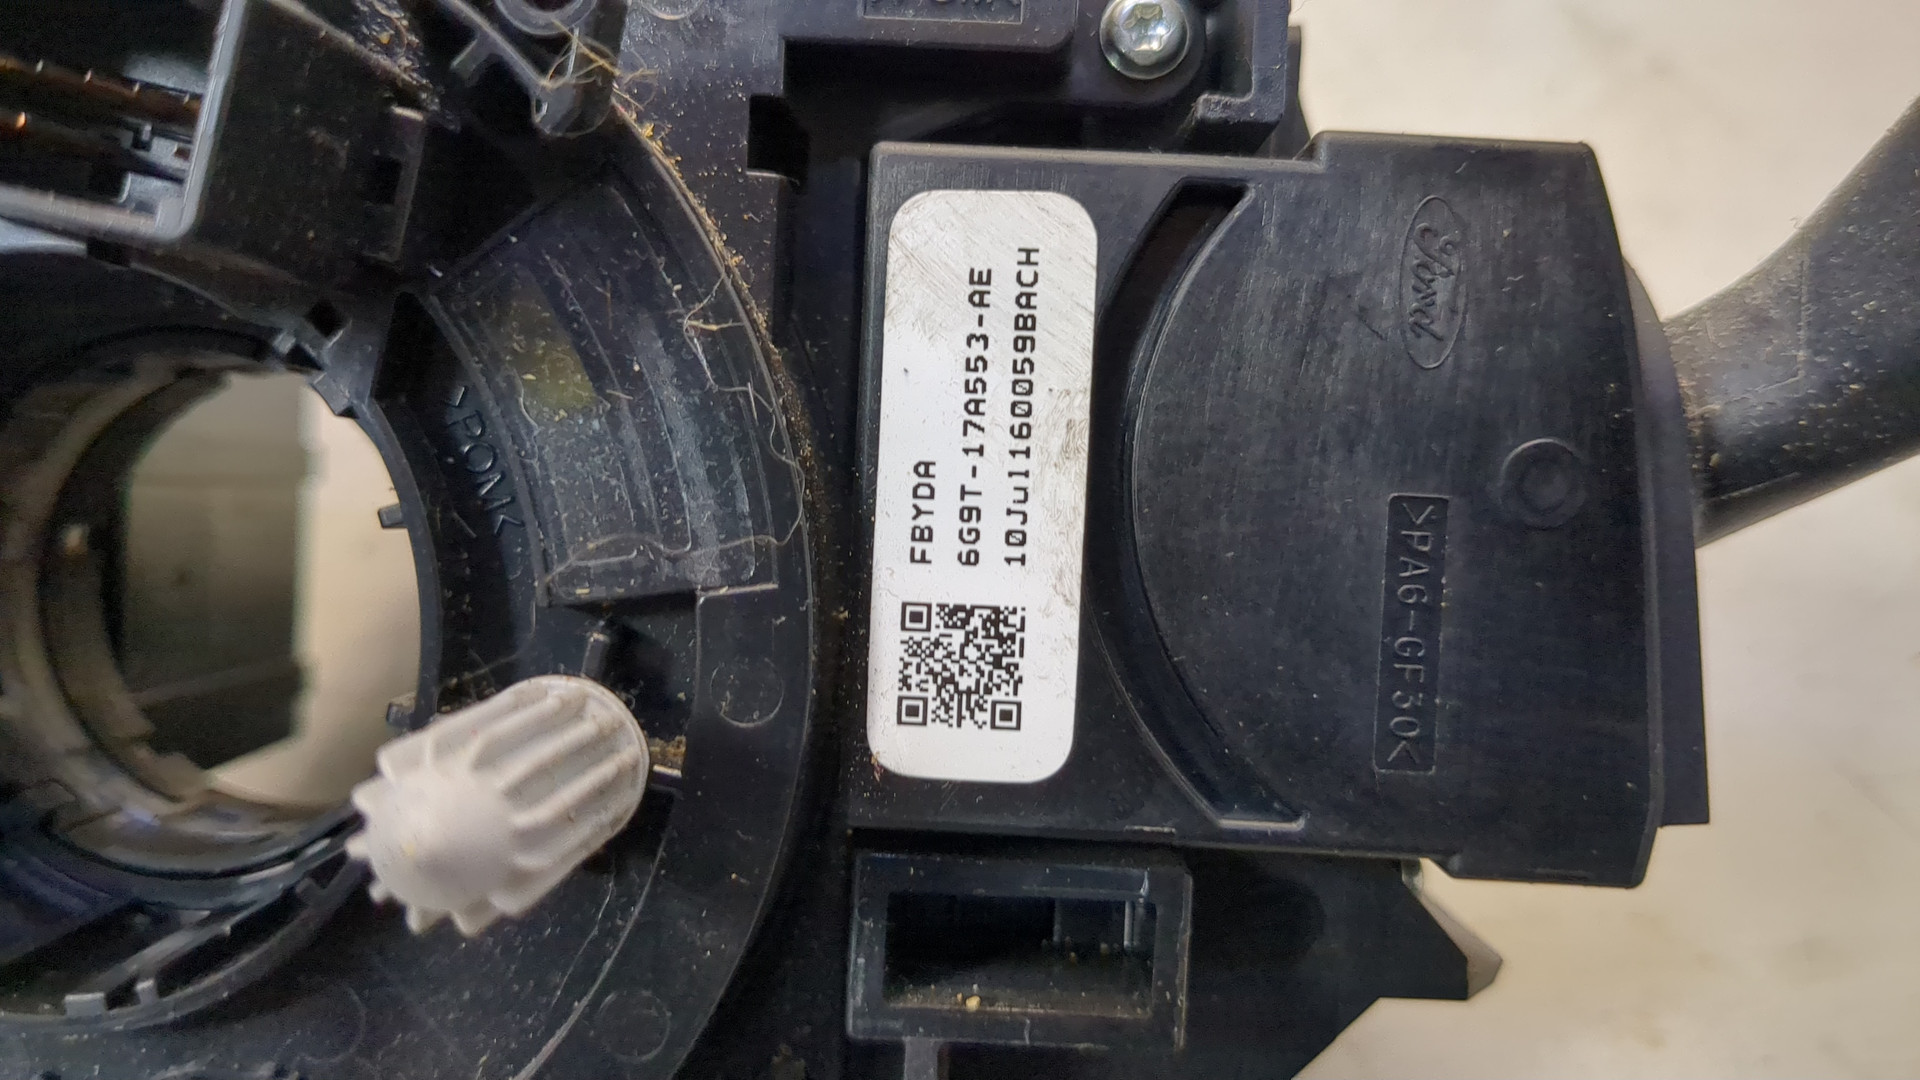 FBYDA
6G9T-17A553-AE
10Jul160059BACH
Ford
>PA6-GF30<
>POM<